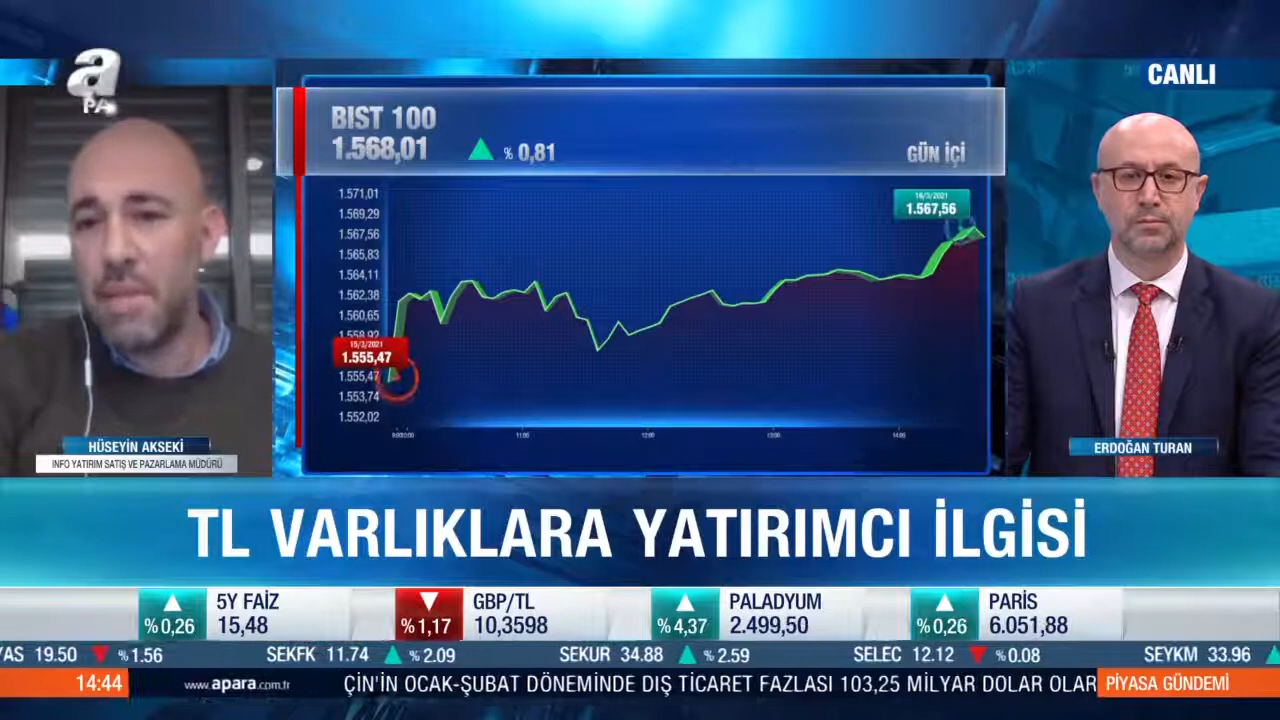 a
PA
CANLI
BIST 100
1.568,01
% 0,81
GÜN İÇİ
1.571,01
1.569,29
1.567,56
1.565,83
1.564,11
1.562,38
1.560,65
1.558,92
1.555,47
1.553,74
1.552,02
15/3/2021
1.555,47
16/3/2021
1.567,56
11:00
12:00
13:00
14:00
HÜSEYİN AKSEKİ
INFO YATIRIM SATIŞ VE PAZARLAMA MÜDÜRÜ
ERDOĞAN TURAN
TL VARLIKLARA YATIRIMCI İLGİSİ
% 0,26 5Y FAİZ 15,48
% 1,17 GBP/TL 10,3598
% 4,37 PALADYUM 2.499,50
% 0,26 PARİS 6.051,88
YAS 19.50 % 1.56 SEKFK 11.74 % 2.09 SEKUR 34.88 % 2.59 SELEC 12.12 % 0.08 SEYKM 33.96
14:44 www.apara.com.tr ÇİN'İN OCAK-ŞUBAT DÖNEMİNDE DIŞ TİCARET FAZLASI 103,25 MİLYAR DOLAR OLAR PİYASA GÜNDEMİ